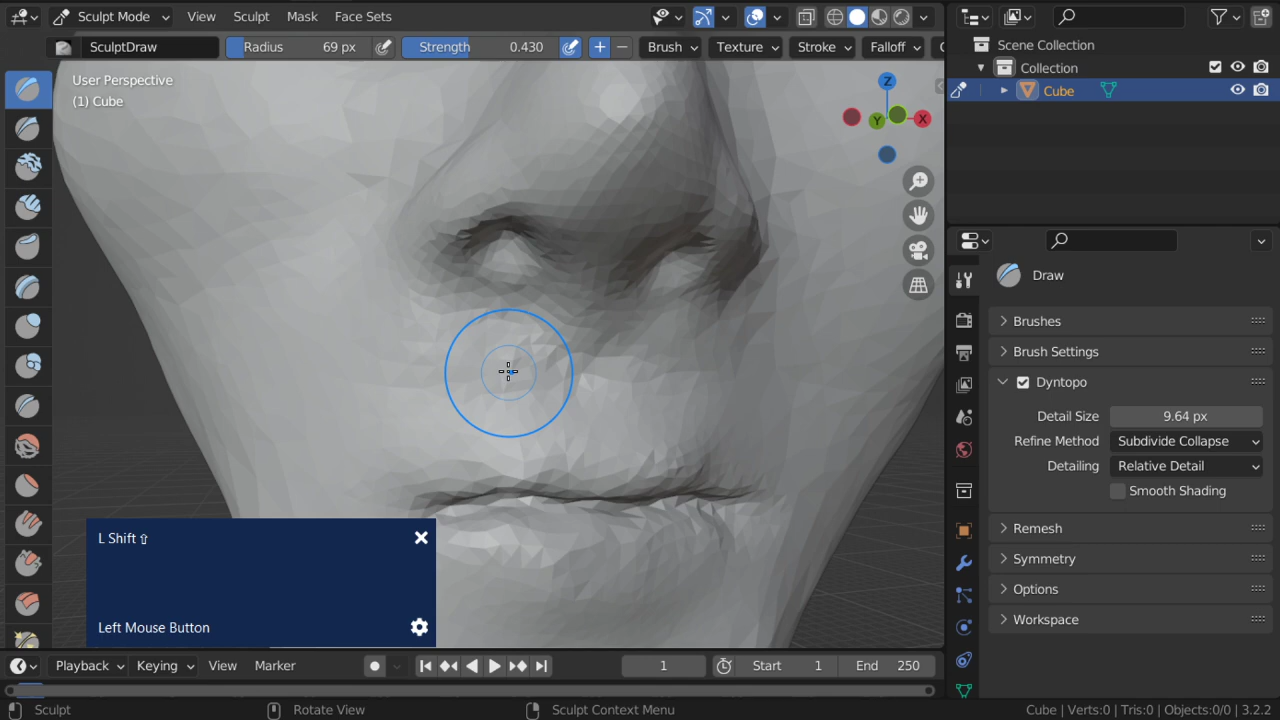 Sculpt Mode View Sculpt Mask Face Sets
SculptDraw Radius 69 px Strength 0.430 Brush Texture Stroke Falloff
User Perspective
(1) Cube
Z
Y X
L Shift ⇧
Left Mouse Button
Playback Keying View Marker 1 Start 1 End 250
Sculpt Rotate View Sculpt Context Menu Cube | Verts:0 | Tris:0 | Objects:0/0 | 3.2.2
Scene Collection
Collection
Cube
Draw
Brushes
Brush Settings
Dyntopo
Detail Size 9.64 px
Refine Method Subdivide Collapse
Detailing Relative Detail
Smooth Shading
Remesh
Symmetry
Options
Workspace